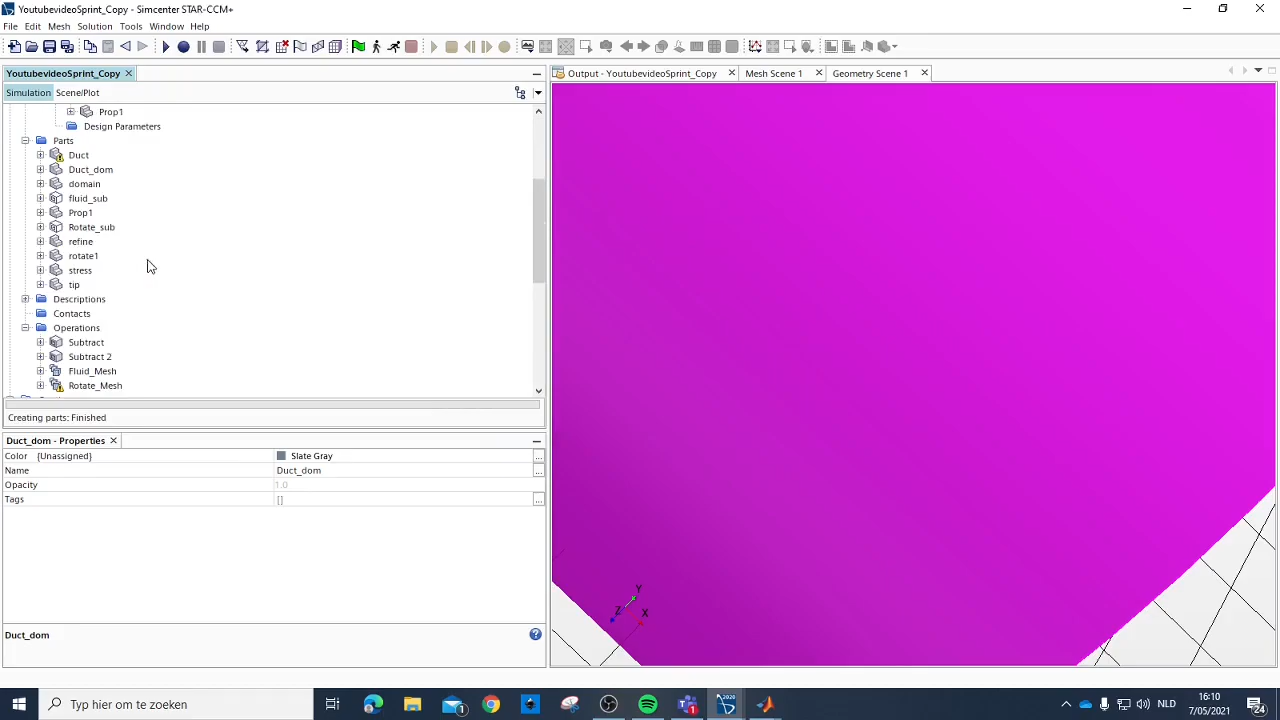 YoutubevideoSprint_Copy - Simcenter STAR-CCM+
File Edit Mesh Solution Tools Window Help
YoutubevideoSprint_Copy
Output - YoutubevideoSprint_Copy
Mesh Scene 1
Geometry Scene 1
Simulation Scene/Plot
Prop1
Design Parameters
Parts
Duct
Duct_dom
domain
fluid_sub
Prop1
Rotate_sub
refine
rotate1
stress
tip
Descriptions
Contacts
Operations
Subtract
Subtract 2
Fluid_Mesh
Rotate_Mesh
Creating parts: Finished
Duct_dom - Properties
Color {Unassigned} Slate Gray ...
Name Duct_dom ...
Opacity 1.0
Tags [] ...
Duct_dom
Y
Z
X
Typ hier om te zoeken
NLD
16:10
7/05/2021
24